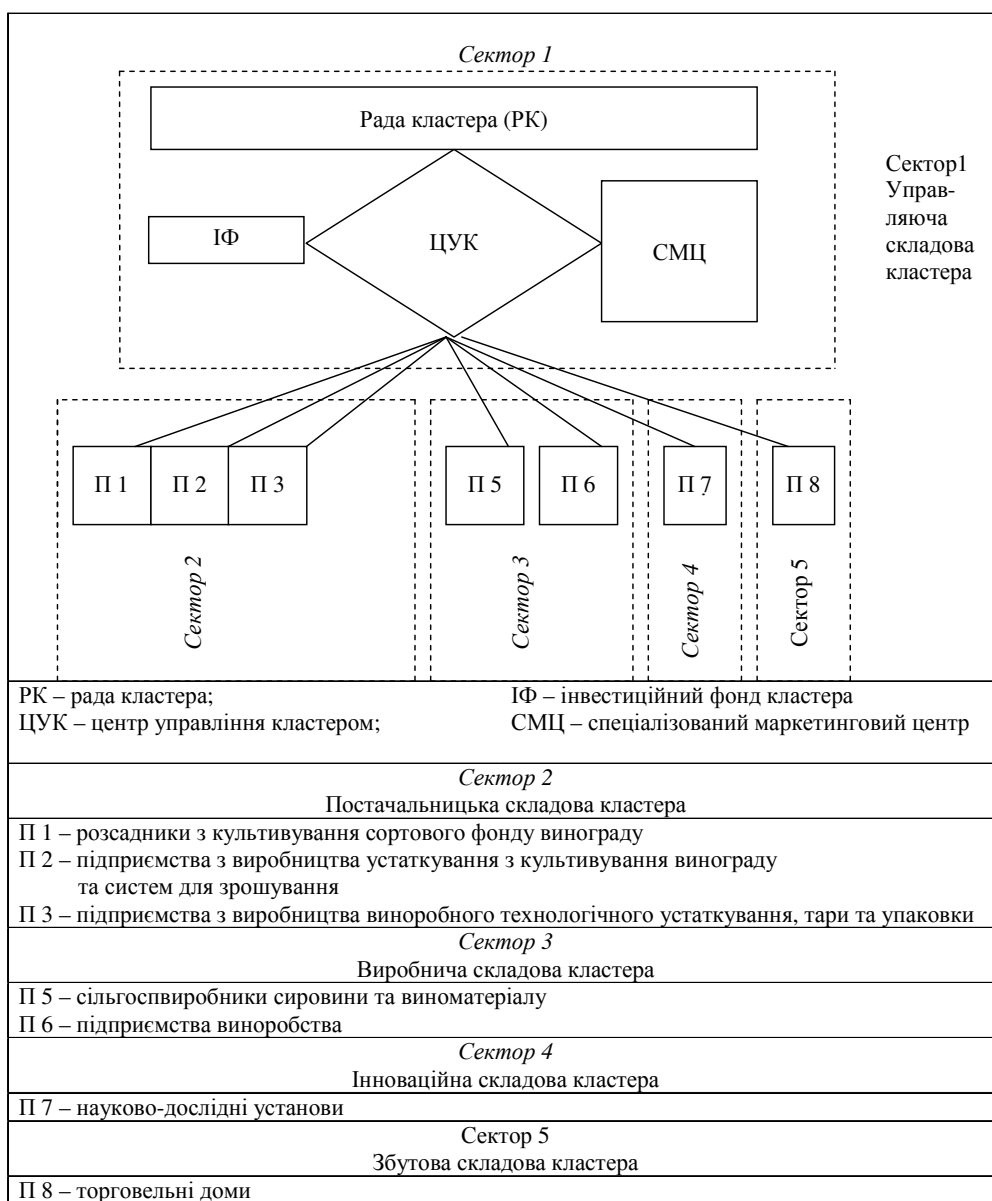 Сектор 1
Рада кластера (РК)
ІФ
ЦУК
СМЦ
Сектор1
Управ-
ляюча
складова
кластера
П 1
П 2
П 3
П 5
П 6
П 7
П 8
Сектор 2
Сектор 3
Сектор 4
Сектор 5
РК – рада кластера; ІФ – інвестиційний фонд кластера
ЦУК – центр управління кластером; СМЦ – спеціалізований маркетинговий центр
Сектор 2
Постачальницька складова кластера
П 1 – розсадники з культивування сортового фонду винограду
П 2 – підприємства з виробництва устаткування з культивування винограду
та систем для зрошування
П 3 – підприємства з виробництва виноробного технологічного устаткування, тари та упаковки
Сектор 3
Виробнича складова кластера
П 5 – сільгоспвиробники сировини та виноматеріалу
П 6 – підприємства виноробства
Сектор 4
Інноваційна складова кластера
П 7 – науково-дослідні установи
Сектор 5
Збутова складова кластера
П 8 – торговельні доми